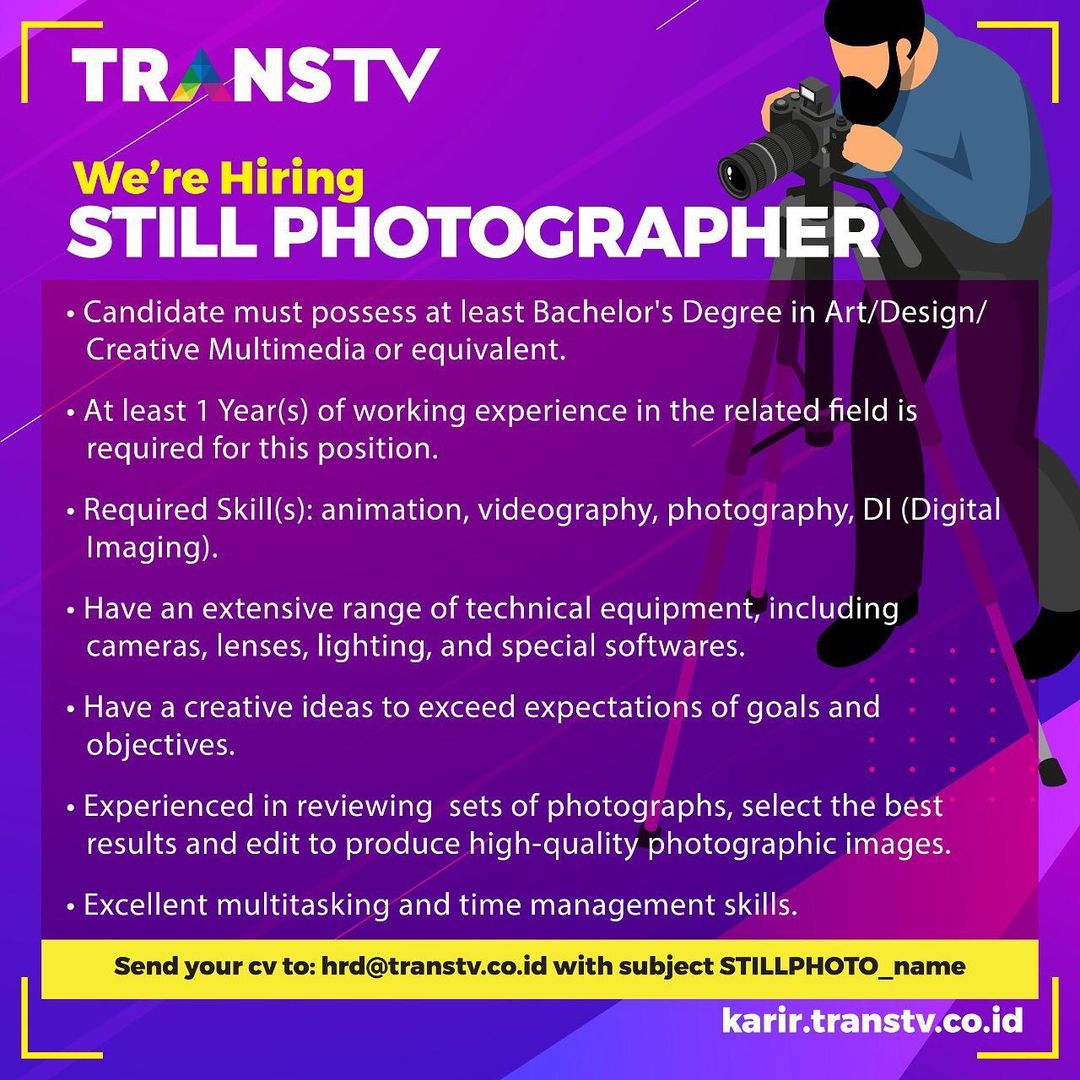 TRANSTV
We're Hiring
STILL PHOTOGRAPHER
• Candidate must possess at least Bachelor's Degree in Art/Design/
Creative Multimedia or equivalent.
• At least 1 Year(s) of working experience in the related field is
required for this position.
• Required Skill(s): animation, videography, photography, DI (Digital
Imaging).
• Have an extensive range of technical equipment, including
cameras, lenses, lighting, and special softwares.
• Have a creative ideas to exceed expectations of goals and
objectives.
• Experienced in reviewing  sets of photographs, select the best
results and edit to produce high-quality photographic images.
• Excellent multitasking and time management skills.
Send your cv to: hrd@transtv.co.id with subject STILLPHOTO_name
karir.transtv.co.id